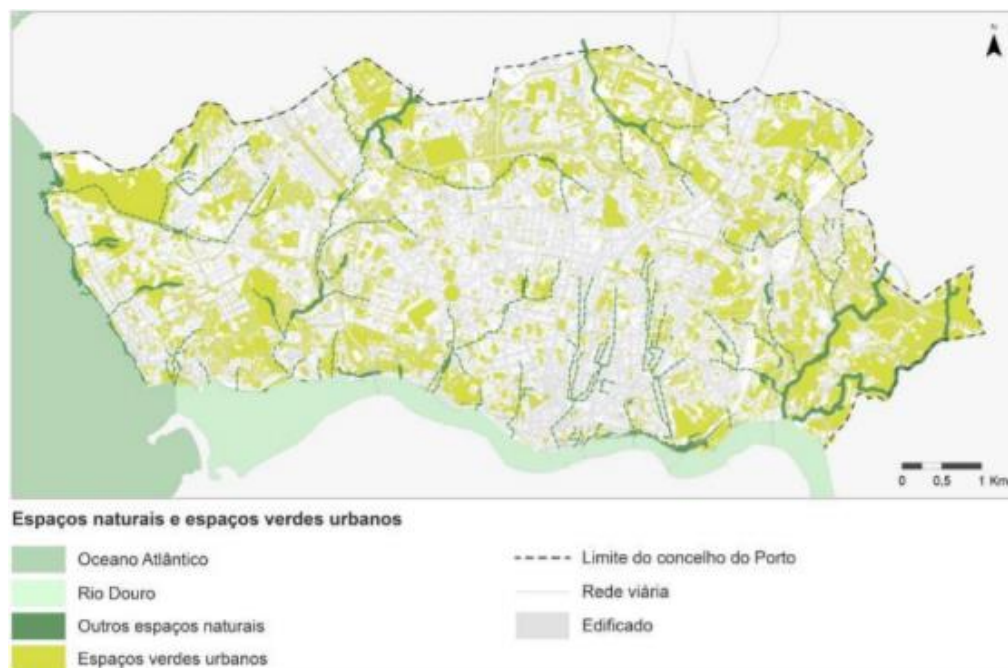 N
0 0,5 1 Km
Espaços naturais e espaços verdes urbanos
Oceano Atlântico
Rio Douro
Outros espaços naturais
Espaços verdes urbanos
Limite do concelho do Porto
Rede viária
Edificado